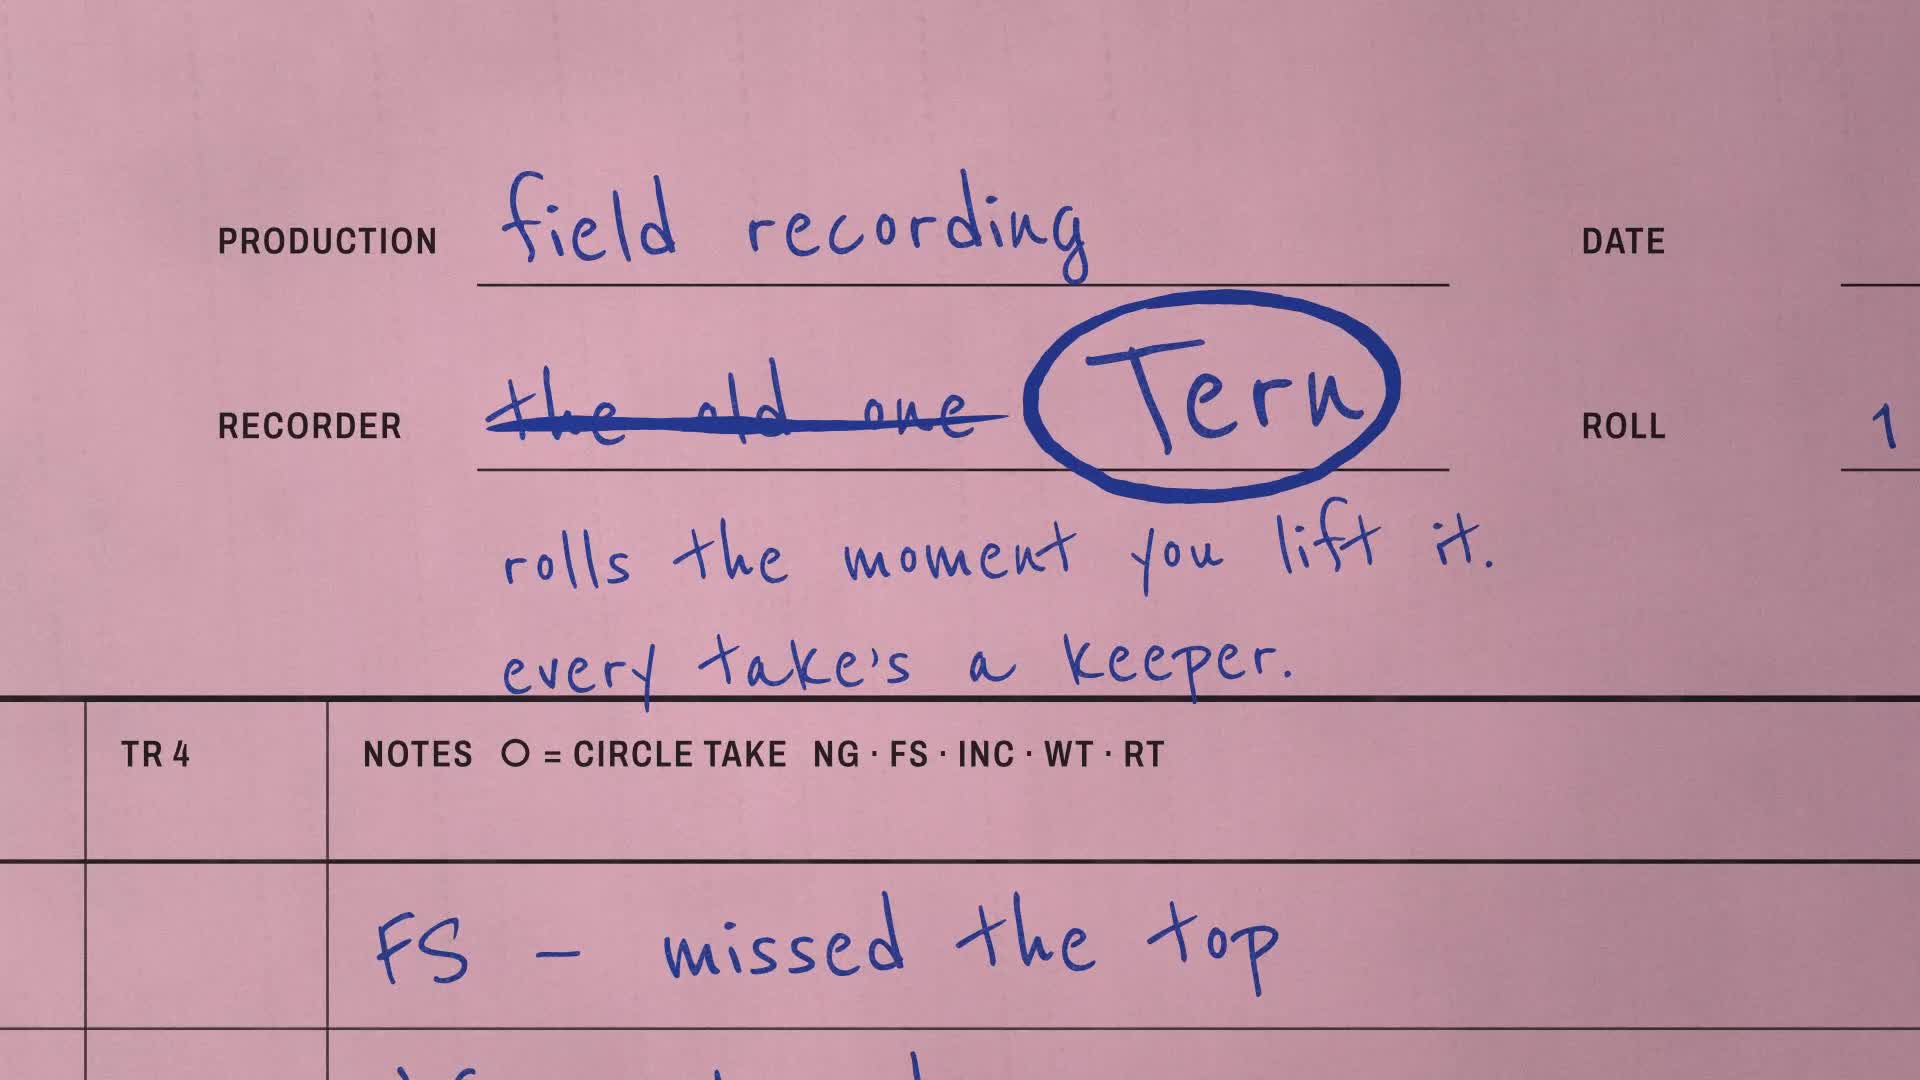 PRODUCTION field recording DATE
RECORDER the old one Tern ROLL 1
rolls the moment you lift it.
every take's a keeper.
TR 4 NOTES O = CIRCLE TAKE NG · FS · INC · WT · RT
FS – missed the top